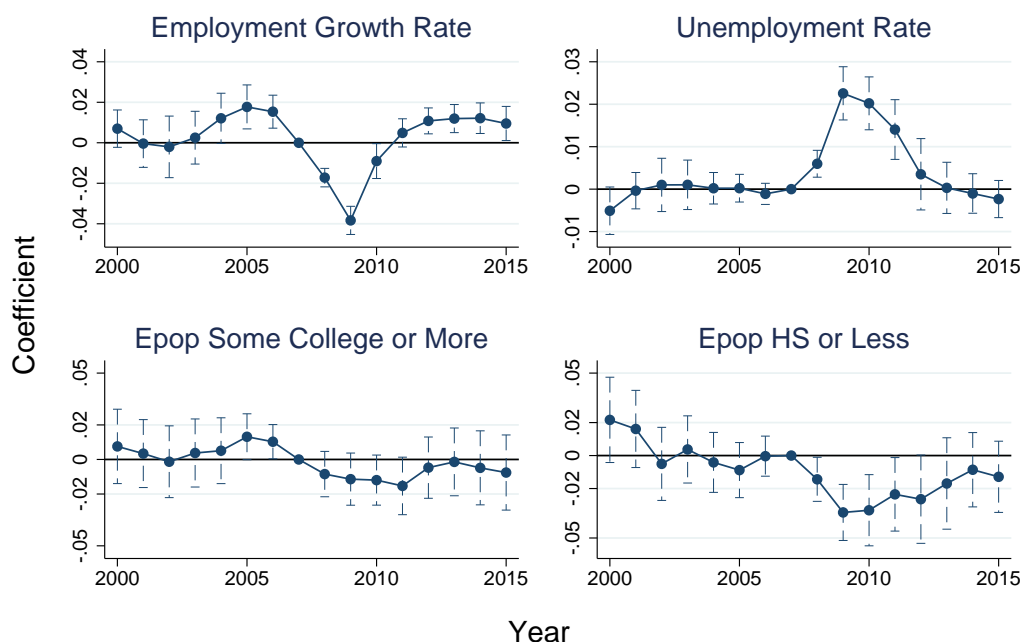 Employment Growth Rate
.04
.02
0
-.02
-.04
2000 2005 2010 2015
Unemployment Rate
.03
.02
.01
0
-.01
2000 2005 2010 2015
Epop Some College or More
.05
.02
0
-.02
-.05
2000 2005 2010 2015
Epop HS or Less
.05
.02
0
-.02
-.05
2000 2005 2010 2015
Coefficient
Year